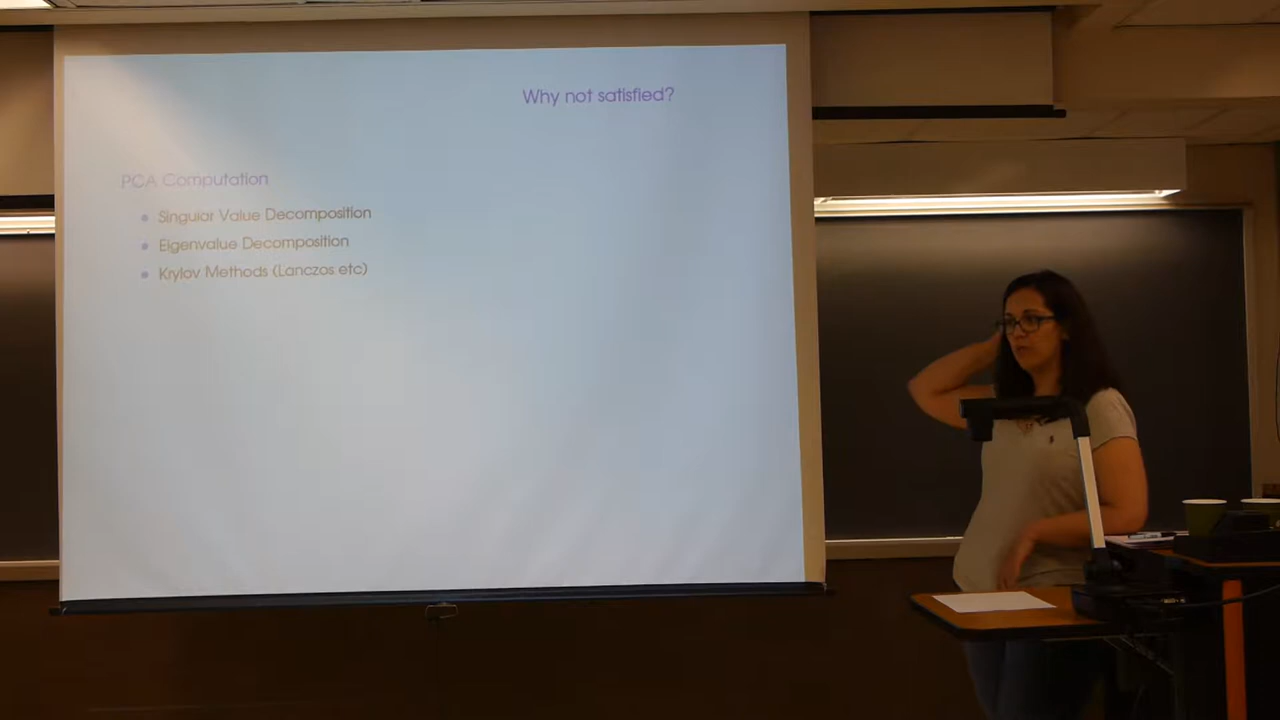 Why not satisfied?
PCA Computation
• Singular Value Decomposition
• Eigenvalue Decomposition
• Krylov Methods (Lanczos etc)